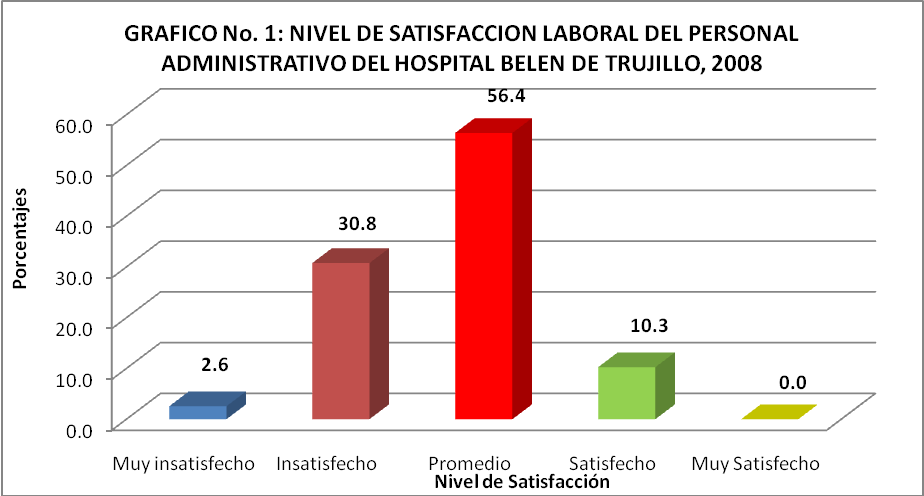 GRAFICO No. 1: NIVEL DE SATISFACCION LABORAL DEL PERSONAL
ADMINISTRATIVO DEL HOSPITAL BELEN DE TRUJILLO, 2008
56.4
60.0
50.0
40.0
30.0
20.0
10.0
0.0
Porcentajes
2.6
30.8
10.3
0.0
Muy insatisfecho Insatisfecho Promedio Satisfecho Muy Satisfecho
Nivel de Satisfacción